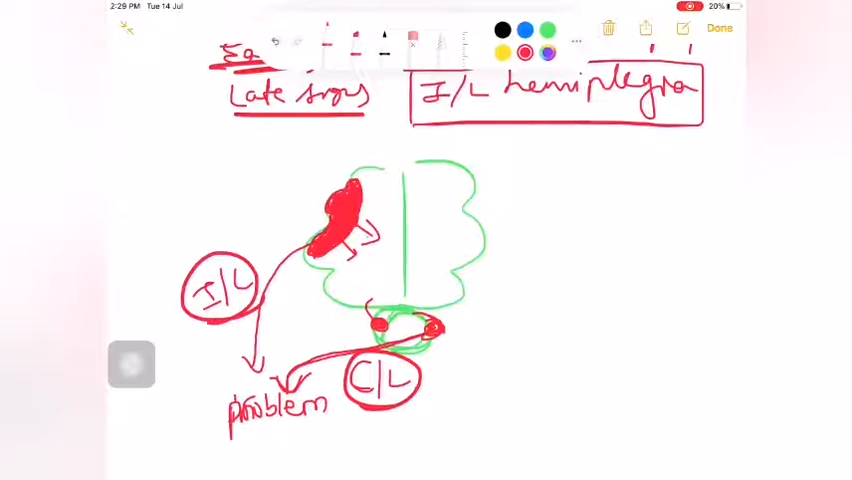 2:29 PM Tue 14 Jul
20%
Done
Late signs
I/L hemiplegia
I/L
C/L
problem